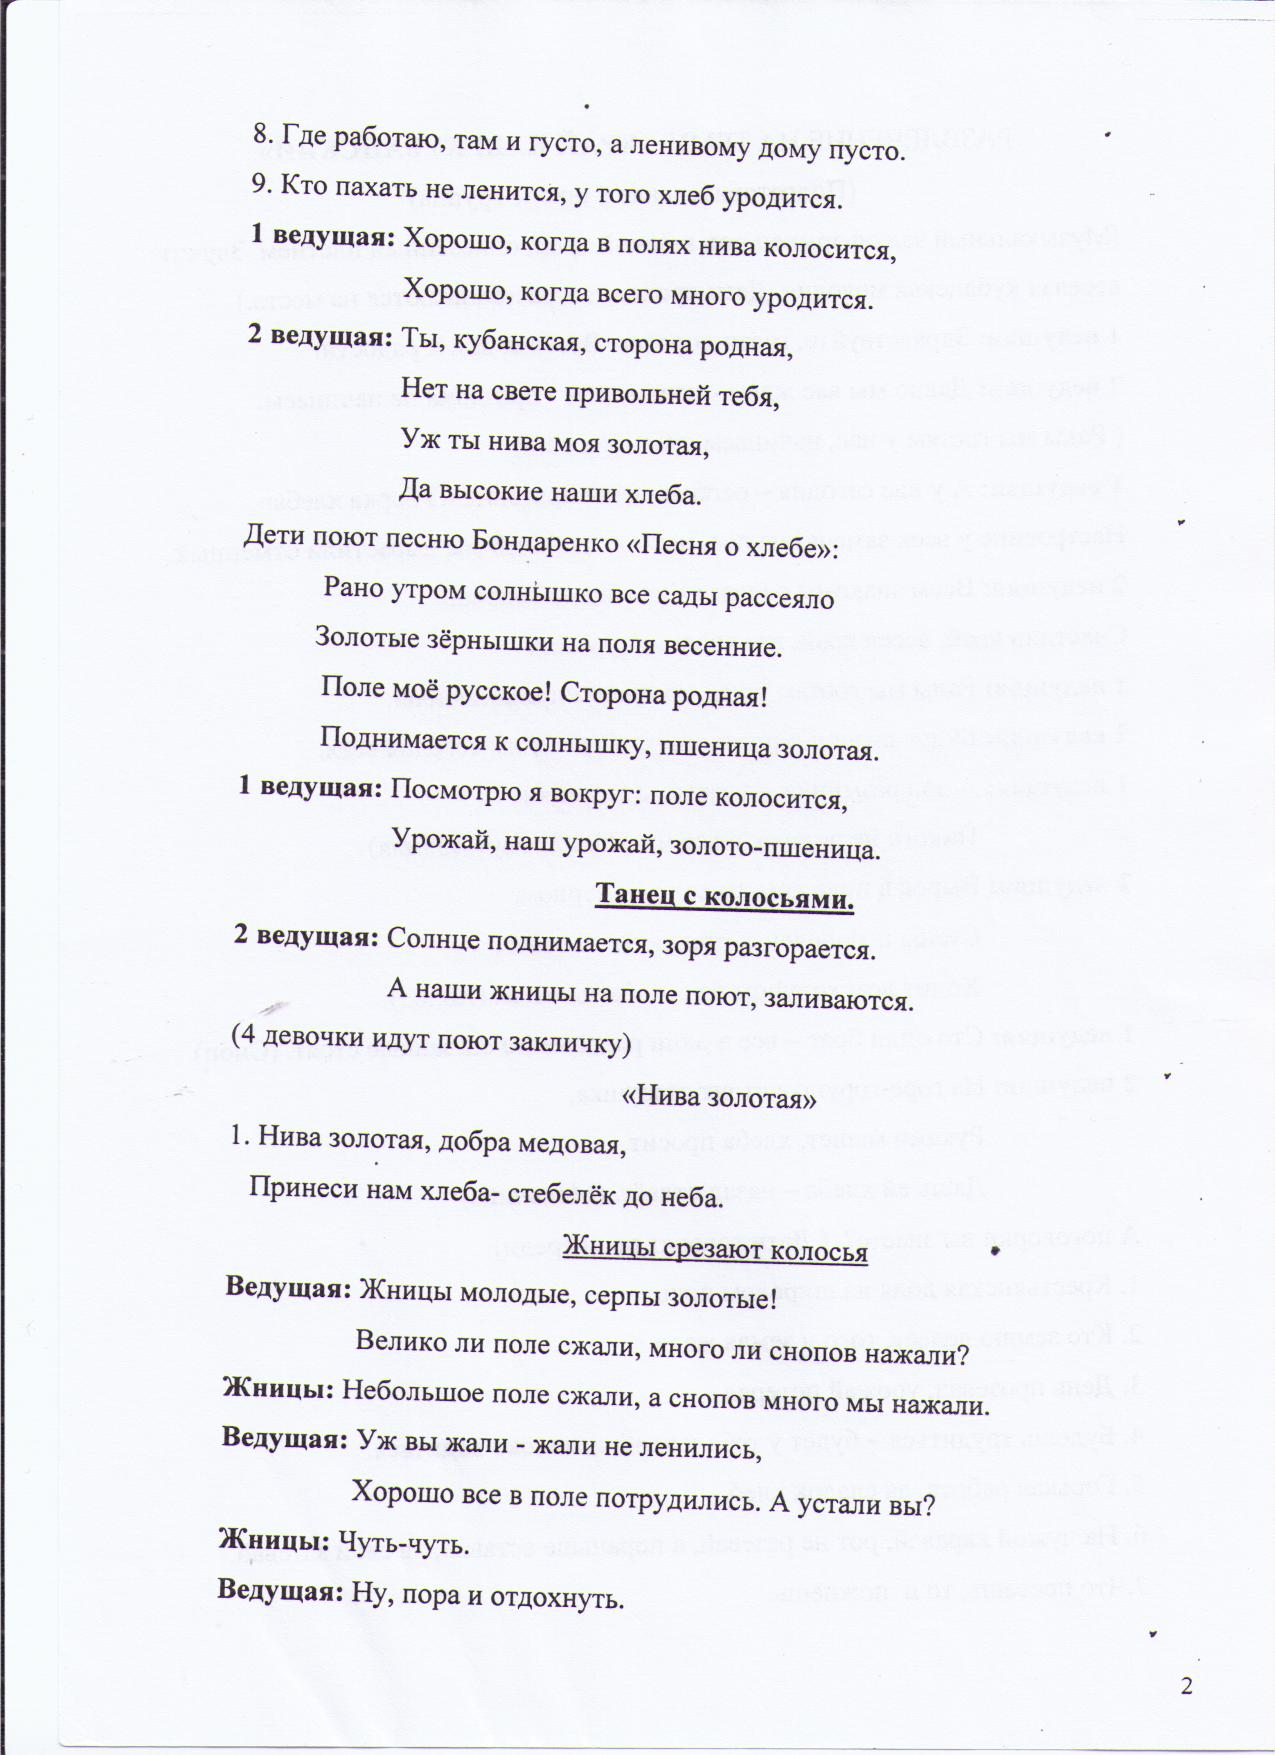 8. Где работаю, там и густо, а ленивому дому пусто.
9. Кто пахать не ленится, у того хлеб уродится.
1 ведущая: Хорошо, когда в полях нива колосится,
Хорошо, когда всего много уродится.
2 ведущая: Ты, кубанская, сторона родная,
Нет на свете привольней тебя,
Уж ты нива моя золотая,
Да высокие наши хлеба.
Дети поют песню Бондаренко «Песня о хлебе»:
Рано утром солнышко все сады рассеяло
Золотые зёрнышки на поля весенние.
Поле моё русское! Сторона родная!
Поднимается к солнышку, пшеница золотая.
1 ведущая: Посмотрю я вокруг: поле колосится,
Урожай, наш урожай, золото-пшеница.
Танец с колосьями.
2 ведущая: Солнце поднимается, зоря разгорается.
А наши жницы на поле поют, заливаются.
(4 девочки идут поют закличку)
«Нива золотая»
1. Нива золотая, добра медовая,
Принеси нам хлеба- стебелёк до неба.
Жницы срезают колосья
Ведущая: Жницы молодые, серпы золотые!
Велико ли поле сжали, много ли снопов нажали?
Жницы: Небольшое поле сжали, а снопов много мы нажали.
Ведущая: Уж вы жали - жали не ленились,
Хорошо все в поле потрудились. А устали вы?
Жницы: Чуть-чуть.
Ведущая: Ну, пора и отдохнуть.
2